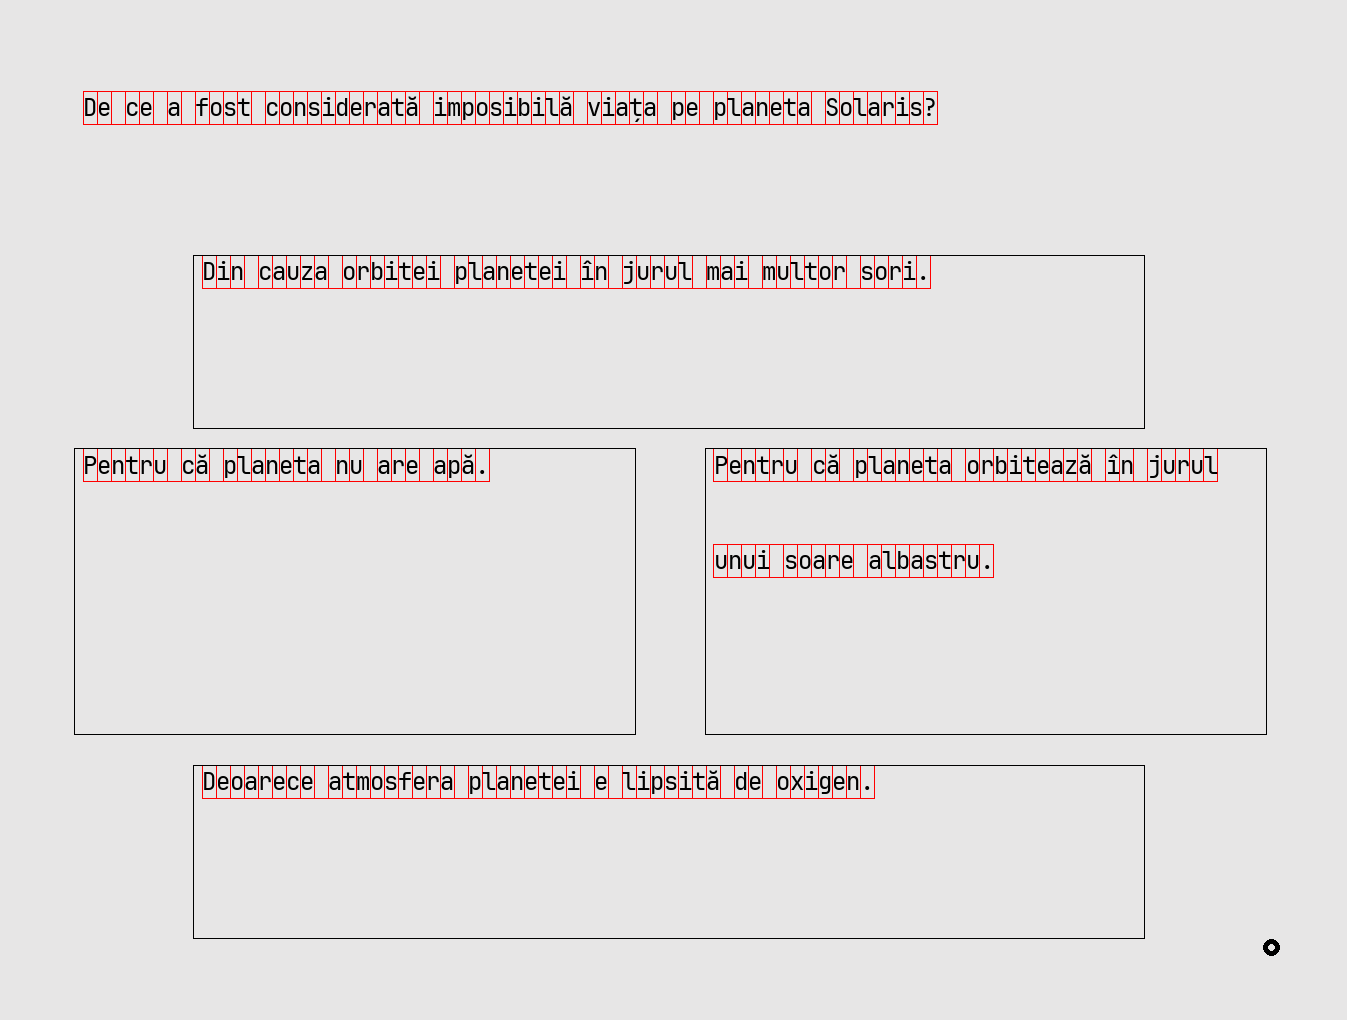 De ce a fost considerată imposibilă viața pe planeta Solaris?
Din cauza orbitei planetei în jurul mai multor sori.
Pentru că planeta nu are apă.
Pentru că planeta orbitează în jurul
unui soare albastru.
Deoarece atmosfera planetei e lipsită de oxigen.